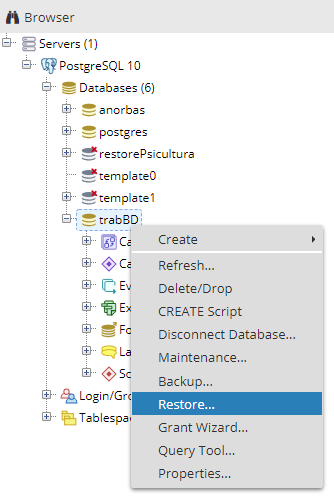 Browser
Servers (1)
PostgreSQL 10
Databases (6)
anorbas
postgres
restorePsicultura
template0
template1
trabBD
Ca
Ca
Ev
Ex
Fo
La
Sc
Login/Gro
Tablespac
Create
Refresh...
Delete/Drop
CREATE Script
Disconnect Database...
Maintenance...
Backup...
Restore...
Grant Wizard...
Query Tool...
Properties...